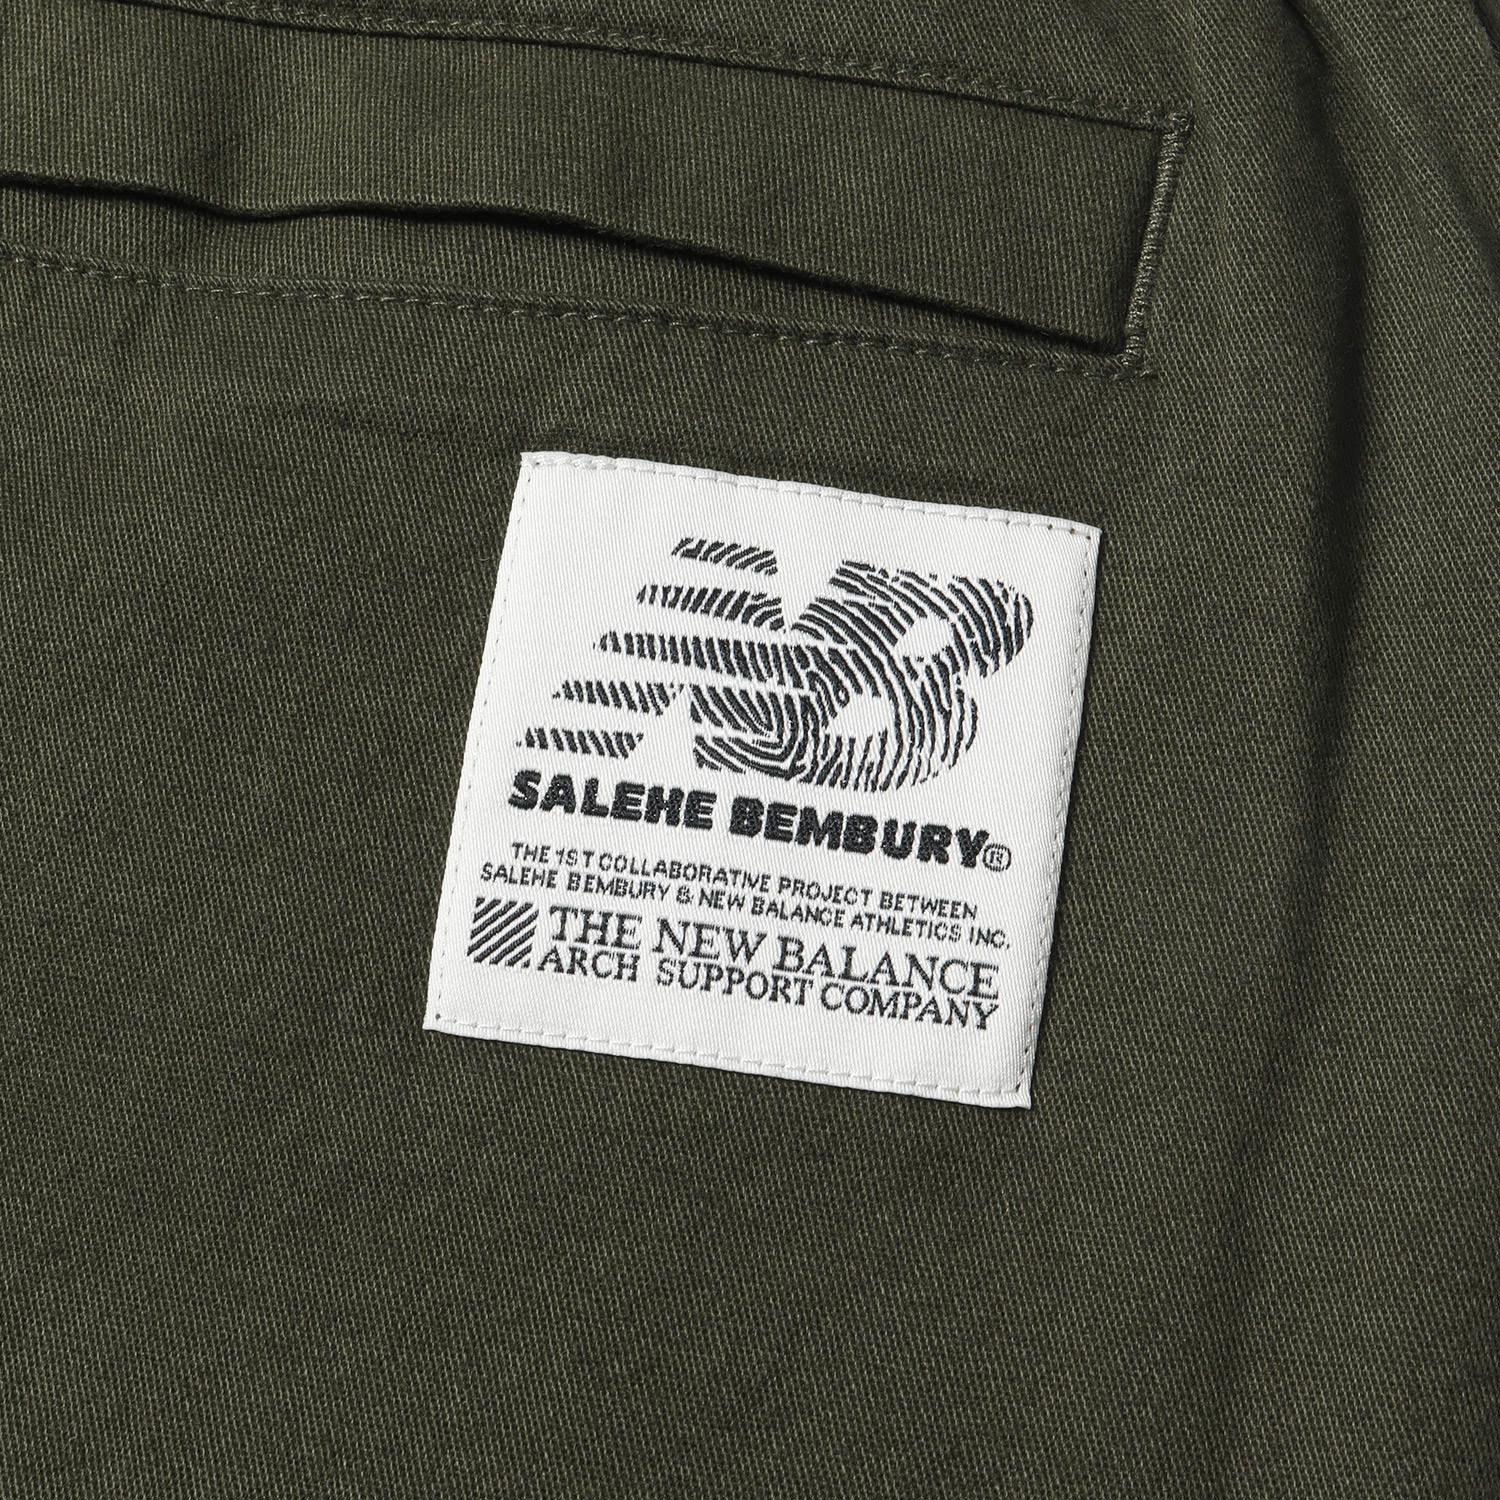 NB
SALEHE BEMBURY®
THE 1ST COLLABORATIVE PROJECT BETWEEN
SALEHE BEMBURY & NEW BALANCE ATHLETICS INC.
THE NEW BALANCE
ARCH SUPPORT COMPANY